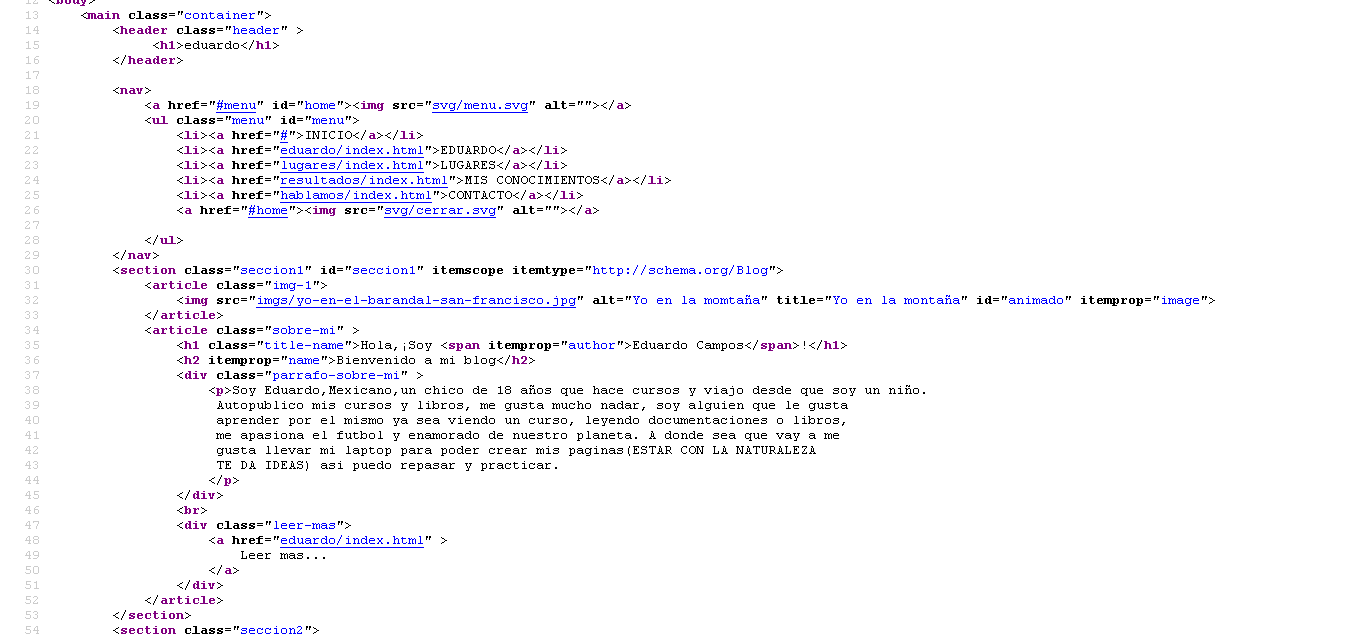 12 <body>
13 <main class="container">
14 <header class="header" >
15 <h1>eduardo</h1>
16 </header>
17
18 <nav>
19 <a href="#menu" id="home"><img src="svg/menu.svg" alt=""></a>
20 <ul class="menu" id="menu">
21 <li><a href="#">INICIO</a></li>
22 <li><a href="eduardo/index.html">EDUARDO</a></li>
23 <li><a href="lugares/index.html">LUGARES</a></li>
24 <li><a href="resultados/index.html">MIS CONOCIMIENTOS</a></li>
25 <li><a href="hablamos/index.html">CONTACTO</a></li>
26 <a href="#home"><img src="svg/cerrar.svg" alt=""></a>
27
28 </ul>
29 </nav>
30 <section class="seccion1" id="seccion1" itemscope itemtype="http://schema.org/Blog">
31 <article class="img-1">
32 <img src="imgs/yo-en-el-barandal-san-francisco.jpg" alt="Yo en la momtaña" title="Yo en la montaña" id="animado" itemprop="image">
33 </article>
34 <article class="sobre-mi" >
35 <h1 class="title-name">Hola,¡Soy <span itemprop="author">Eduardo Campos</span>!</h1>
36 <h2 itemprop="name">Bienvenido a mi blog</h2>
37 <div class="parrafo-sobre-mi" >
38 <p>Soy Eduardo,Mexicano,un chico de 18 años que hace cursos y viajo desde que soy un niño.
39 Autopublico mis cursos y libros, me gusta mucho nadar, soy alguien que le gusta
40 aprender por el mismo ya sea viendo un curso, leyendo documentaciones o libros,
41 me apasiona el futbol y enamorado de nuestro planeta. A donde sea que vay a me
42 gusta llevar mi laptop para poder crear mis paginas(ESTAR CON LA NATURALEZA
43 TE DA IDEAS) asi puedo repasar y practicar.
44 </p>
45 </div>
46 <br>
47 <div class="leer-mas">
48 <a href="eduardo/index.html" >
49 Leer mas...
50 </a>
51 </div>
52 </article>
53 </section>
54 <section class="seccion2">